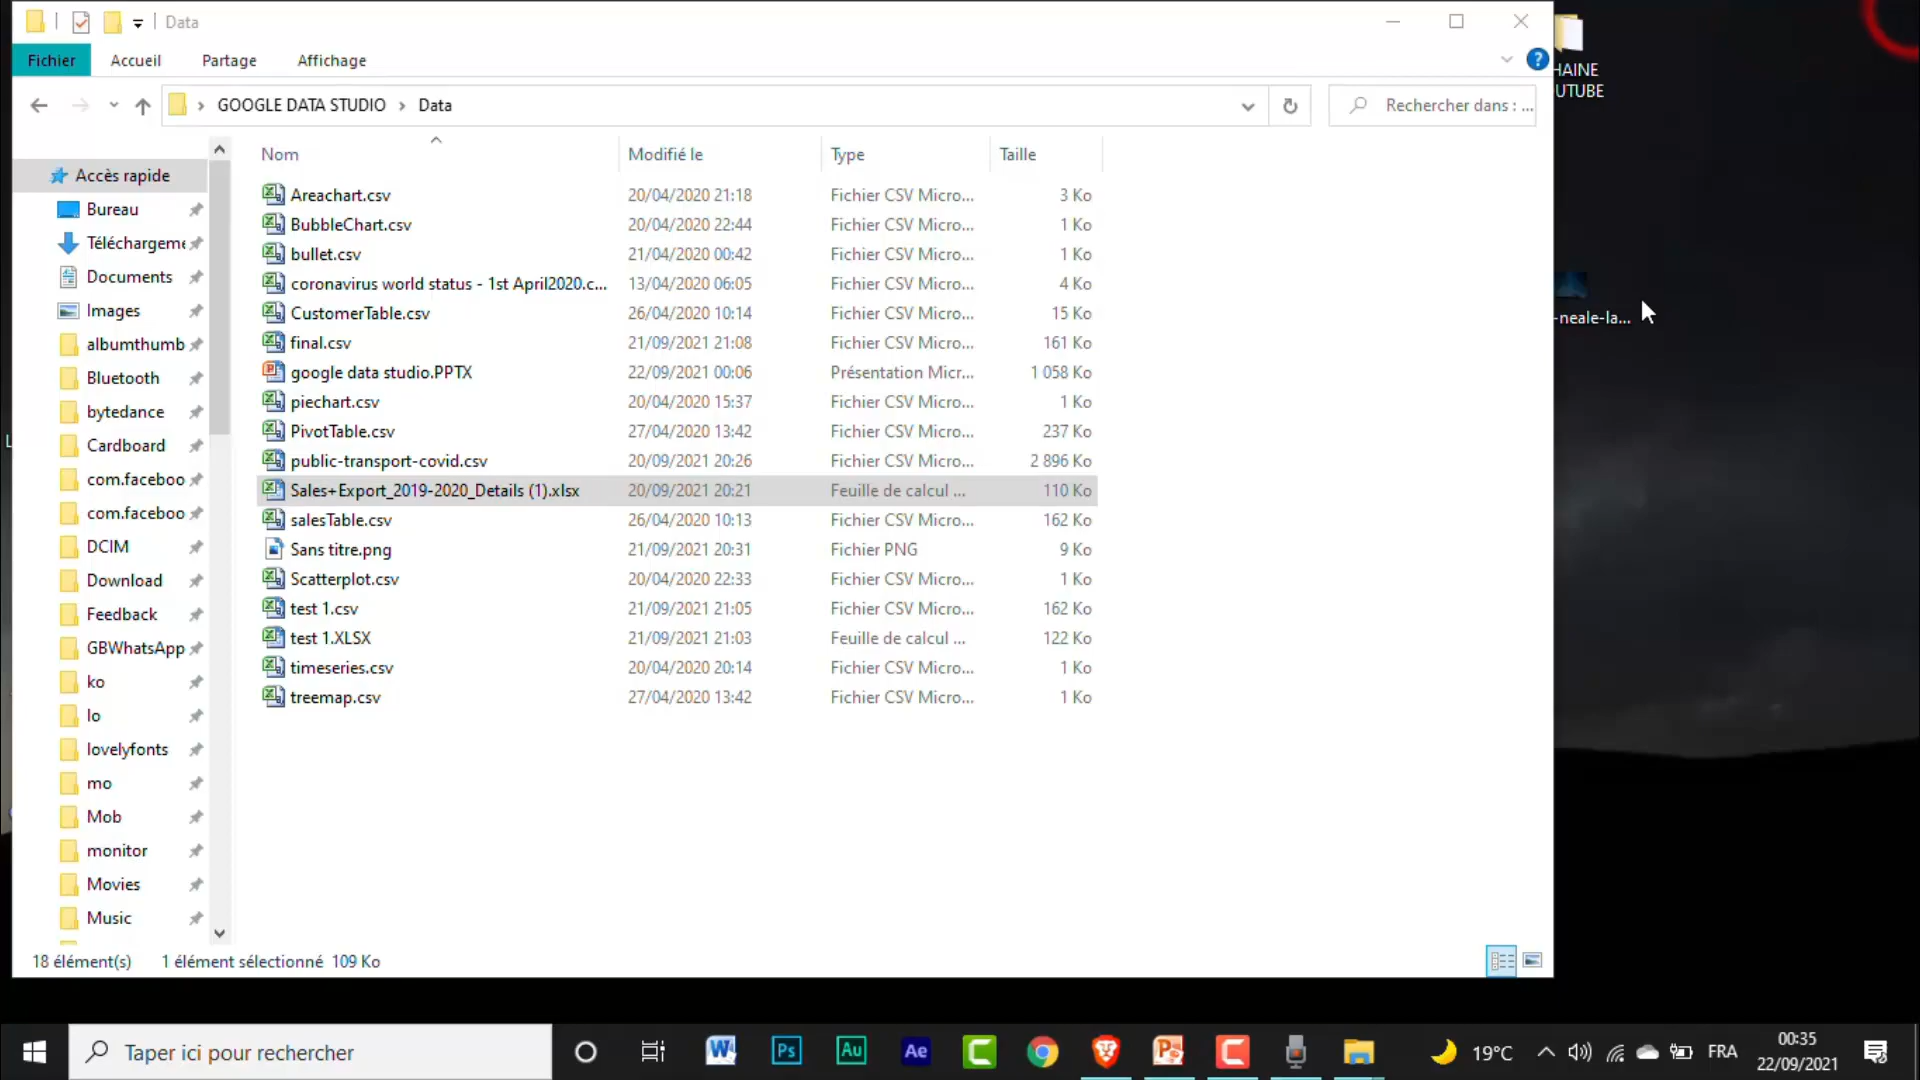 Data
Fichier Accueil Partage Affichage
GOOGLE DATA STUDIO > Data
Rechercher dans : ...
Nom Modifié le Type Taille
Accès rapide
Bureau
Téléchargeme
Documents
Images
albumthumb
Bluetooth
bytedance
Cardboard
com.faceboo
com.faceboo
DCIM
Download
Feedback
GBWhatsApp
ko
lo
lovelyfonts
mo
Mob
monitor
Movies
Music
Areachart.csv 20/04/2020 21:18 Fichier CSV Micro... 3 Ko
BubbleChart.csv 20/04/2020 22:44 Fichier CSV Micro... 1 Ko
bullet.csv 21/04/2020 00:42 Fichier CSV Micro... 1 Ko
coronavirus world status - 1st April2020.c... 13/04/2020 06:05 Fichier CSV Micro... 4 Ko
CustomerTable.csv 26/04/2020 10:14 Fichier CSV Micro... 15 Ko
final.csv 21/09/2021 21:08 Fichier CSV Micro... 161 Ko
google data studio.PPTX 22/09/2021 00:06 Présentation Micr... 1 058 Ko
piechart.csv 20/04/2020 15:37 Fichier CSV Micro... 1 Ko
PivotTable.csv 27/04/2020 13:42 Fichier CSV Micro... 237 Ko
public-transport-covid.csv 20/09/2021 20:26 Fichier CSV Micro... 2 896 Ko
Sales+Export_2019-2020_Details (1).xlsx 20/09/2021 20:21 Feuille de calcul ... 110 Ko
salesTable.csv 26/04/2020 10:13 Fichier CSV Micro... 162 Ko
Sans titre.png 21/09/2021 20:31 Fichier PNG 9 Ko
Scatterplot.csv 20/04/2020 22:33 Fichier CSV Micro... 1 Ko
test 1.csv 21/09/2021 21:05 Fichier CSV Micro... 162 Ko
test 1.XLSX 21/09/2021 21:03 Feuille de calcul ... 122 Ko
timeseries.csv 20/04/2020 20:14 Fichier CSV Micro... 1 Ko
treemap.csv 27/04/2020 13:42 Fichier CSV Micro... 1 Ko
18 élément(s) 1 élément sélectionné 109 Ko
HAINE
UTUBE
-neale-la...
Taper ici pour rechercher
Ps
Au
Ae
19°C
FRA
00:35
22/09/2021